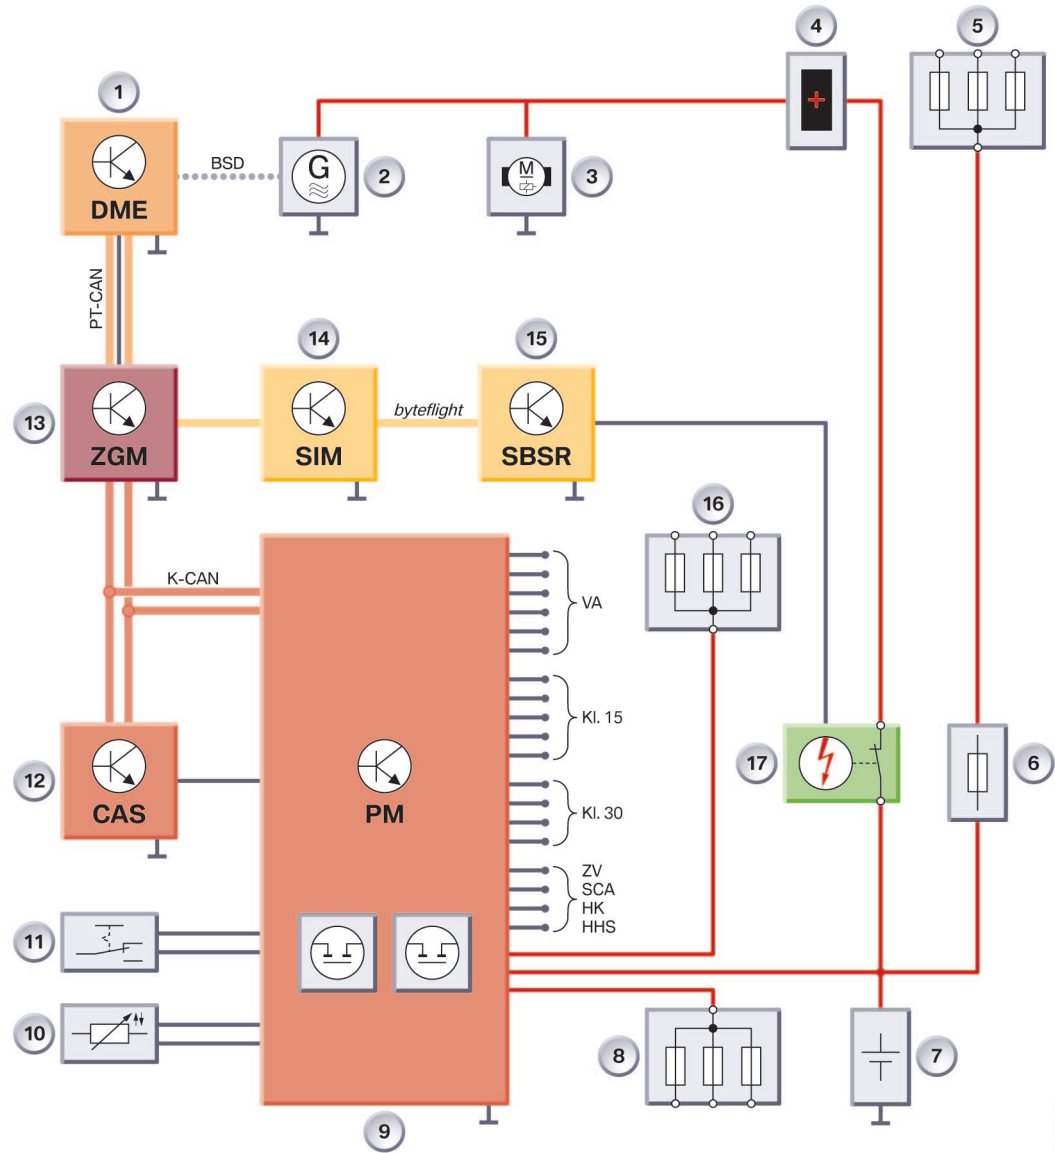 4
5
1
DME
BSD
G
2
M
3
PT-CAN
14
15
13
ZGM
SIM
byteflight
SBSR
16
K-CAN
VA
Kl. 15
17
6
12
CAS
PM
Kl. 30
ZV
SCA
HK
HHS
11
10
8
7
9